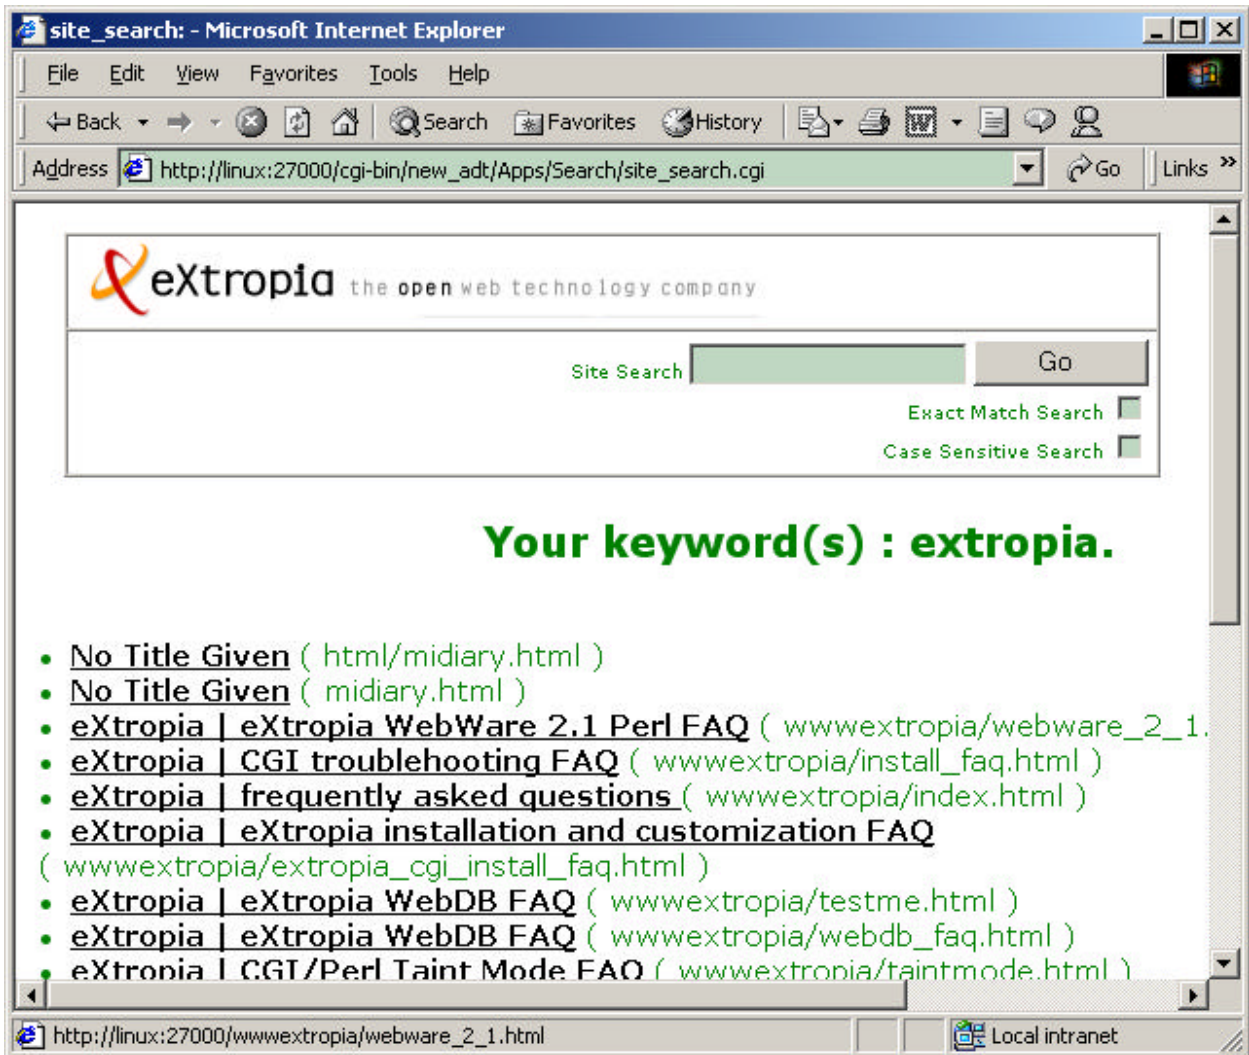 site_search: - Microsoft Internet Explorer
File Edit View Favorites Tools Help
Back Search Favorites History
Address http://linux:27000/cgi-bin/new_adt/Apps/Search/site_search.cgi Go Links »
eXtropia the open web technology company
Site Search Go
Exact Match Search
Case Sensitive Search
Your keyword(s) : extropia.
• No Title Given ( html/midiary.html )
• No Title Given ( midiary.html )
• eXtropia | eXtropia WebWare 2.1 Perl FAQ ( wwwextropia/webware_2_1.
• eXtropia | CGI troublehooting FAQ ( wwwextropia/install_faq.html )
• eXtropia | frequently asked questions ( wwwextropia/index.html )
• eXtropia | eXtropia installation and customization FAQ
( wwwextropia/extropia_cgi_install_faq.html )
• eXtropia | eXtropia WebDB FAQ ( wwwextropia/testme.html )
• eXtropia | eXtropia WebDB FAQ ( wwwextropia/webdb_faq.html )
• eXtropia | CGI/Perl Taint Mode FAQ ( wwwextropia/taintmode.html )
http://linux:27000/wwwextropia/webware_2_1.html Local intranet